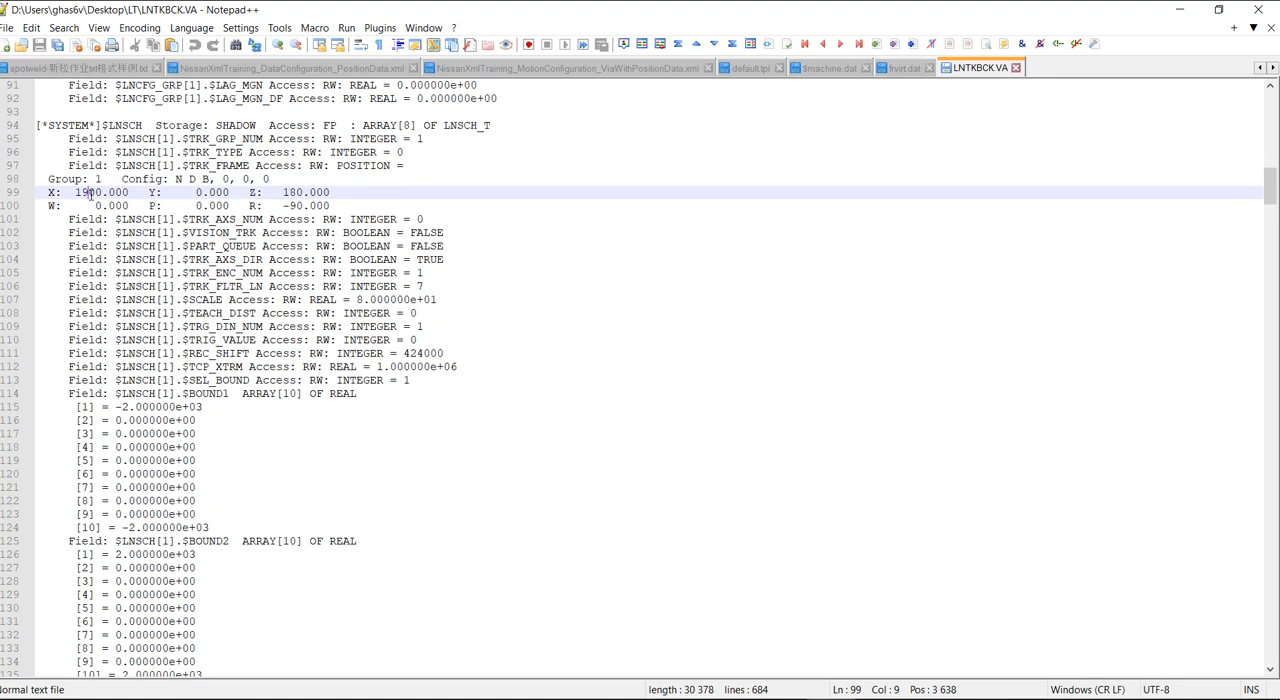 D:\Users\ghas6v\Desktop\LT\LNTKBCK.VA - Notepad++
File Edit Search View Encoding Language Settings Tools Macro Run Plugins Window ?
spotweld-新松作业txt格式样例.txt NissanXmlTraining_DataConfiguration_PositionData.xml NissanXmlTraining_MotionConfiguration_ViaWithPositionData.xml default.tpl $machine.dat frvirt.dat LNTKBCK.VA
91 Field: $LNCFG_GRP[1].$LAG_MGN Access: RW: REAL = 0.000000e+00
92 Field: $LNCFG_GRP[1].$LAG_MGN_DF Access: RW: REAL = 0.000000e+00
93
94 [*SYSTEM*]$LNSCH Storage: SHADOW Access: FP : ARRAY[8] OF LNSCH_T
95 Field: $LNSCH[1].$TRK_GRP_NUM Access: RW: INTEGER = 1
96 Field: $LNSCH[1].$TRK_TYPE Access: RW: INTEGER = 0
97 Field: $LNSCH[1].$TRK_FRAME Access: RW: POSITION =
98 Group: 1 Config: N D B, 0, 0, 0
99 X: 1900.000 Y: 0.000 Z: 180.000
100 W: 0.000 P: 0.000 R: -90.000
101 Field: $LNSCH[1].$TRK_AXS_NUM Access: RW: INTEGER = 0
102 Field: $LNSCH[1].$VISION_TRK Access: RW: BOOLEAN = FALSE
103 Field: $LNSCH[1].$PART_QUEUE Access: RW: BOOLEAN = FALSE
104 Field: $LNSCH[1].$TRK_AXS_DIR Access: RW: BOOLEAN = TRUE
105 Field: $LNSCH[1].$TRK_ENC_NUM Access: RW: INTEGER = 1
106 Field: $LNSCH[1].$TRK_FLTR_LN Access: RW: INTEGER = 7
107 Field: $LNSCH[1].$SCALE Access: RW: REAL = 8.000000e+01
108 Field: $LNSCH[1].$TEACH_DIST Access: RW: INTEGER = 0
109 Field: $LNSCH[1].$TRG_DIN_NUM Access: RW: INTEGER = 1
110 Field: $LNSCH[1].$TRIG_VALUE Access: RW: INTEGER = 0
111 Field: $LNSCH[1].$REC_SHIFT Access: RW: INTEGER = 424000
112 Field: $LNSCH[1].$TCP_XTRM Access: RW: REAL = 1.000000e+06
113 Field: $LNSCH[1].$SEL_BOUND Access: RW: INTEGER = 1
114 Field: $LNSCH[1].$BOUND1 ARRAY[10] OF REAL
115 [1] = -2.000000e+03
116 [2] = 0.000000e+00
117 [3] = 0.000000e+00
118 [4] = 0.000000e+00
119 [5] = 0.000000e+00
120 [6] = 0.000000e+00
121 [7] = 0.000000e+00
122 [8] = 0.000000e+00
123 [9] = 0.000000e+00
124 [10] = -2.000000e+03
125 Field: $LNSCH[1].$BOUND2 ARRAY[10] OF REAL
126 [1] = 2.000000e+03
127 [2] = 0.000000e+00
128 [3] = 0.000000e+00
129 [4] = 0.000000e+00
130 [5] = 0.000000e+00
131 [6] = 0.000000e+00
132 [7] = 0.000000e+00
133 [8] = 0.000000e+00
134 [9] = 0.000000e+00
135 [10] = 2.000000e+03
Normal text file length : 30 378 lines : 684 Ln : 99 Col : 9 Pos : 3 638 Windows (CR LF) UTF-8 INS